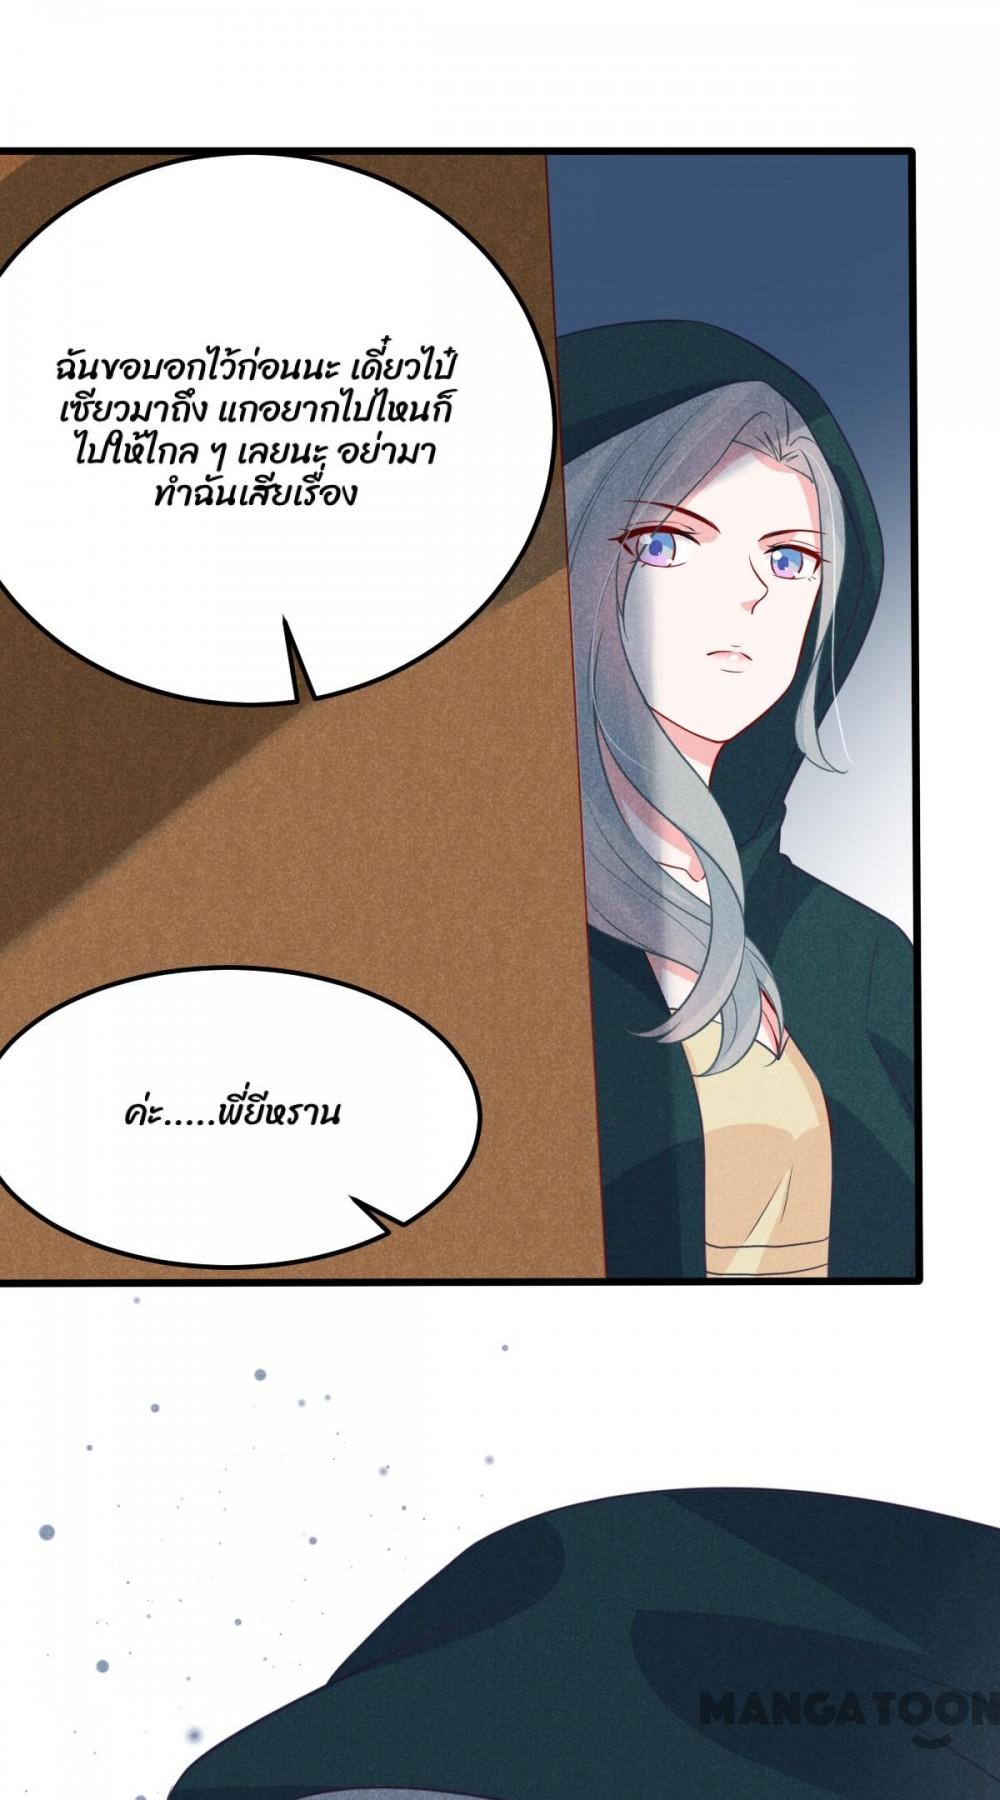 ฉันขอบอกไว้ก่อนนะ เดี๋ยวไป๋
เซียวมาถึง แกอยากไปไหนก็
ไปให้ไกล ๆ เลยนะ อย่ามา
ทำฉันเสียเรื่อง
ค่ะ.....พี่ยีหราน
MANGATOON